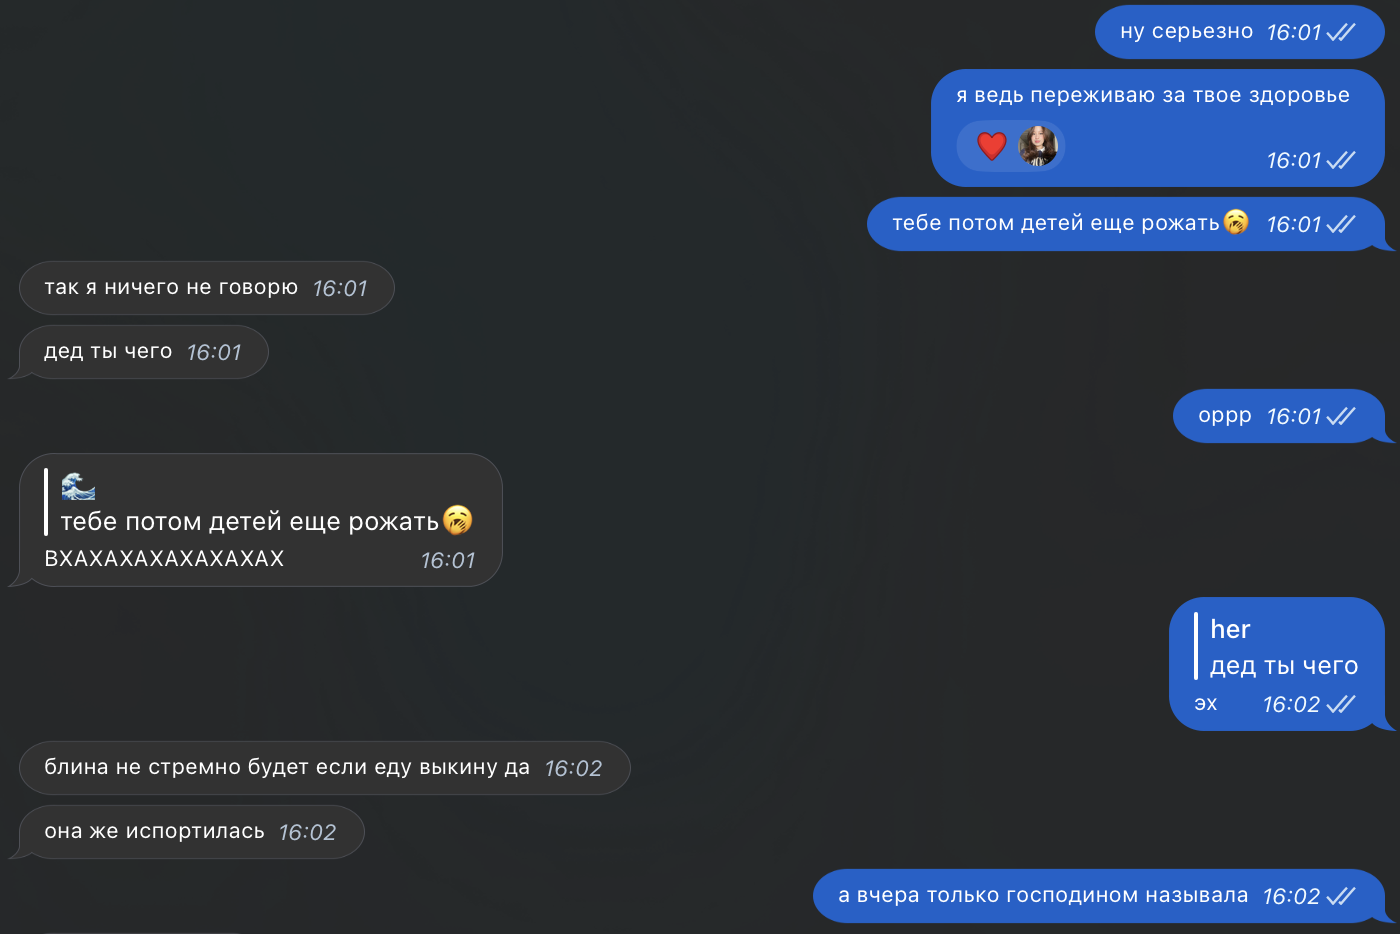 ну серьезно 16:01
я ведь переживаю за твое здоровье
❤️ 16:01
тебе потом детей еще рожать🥱 16:01
так я ничего не говорю 16:01
дед ты чего 16:01
оррр 16:01
🌊
тебе потом детей еще рожать🥱
ВХАХАХАХАХАХАХАХ 16:01
her
дед ты чего
эх 16:02
блина не стремно будет если еду выкину да 16:02
она же испортилась 16:02
а вчера только господином называла 16:02